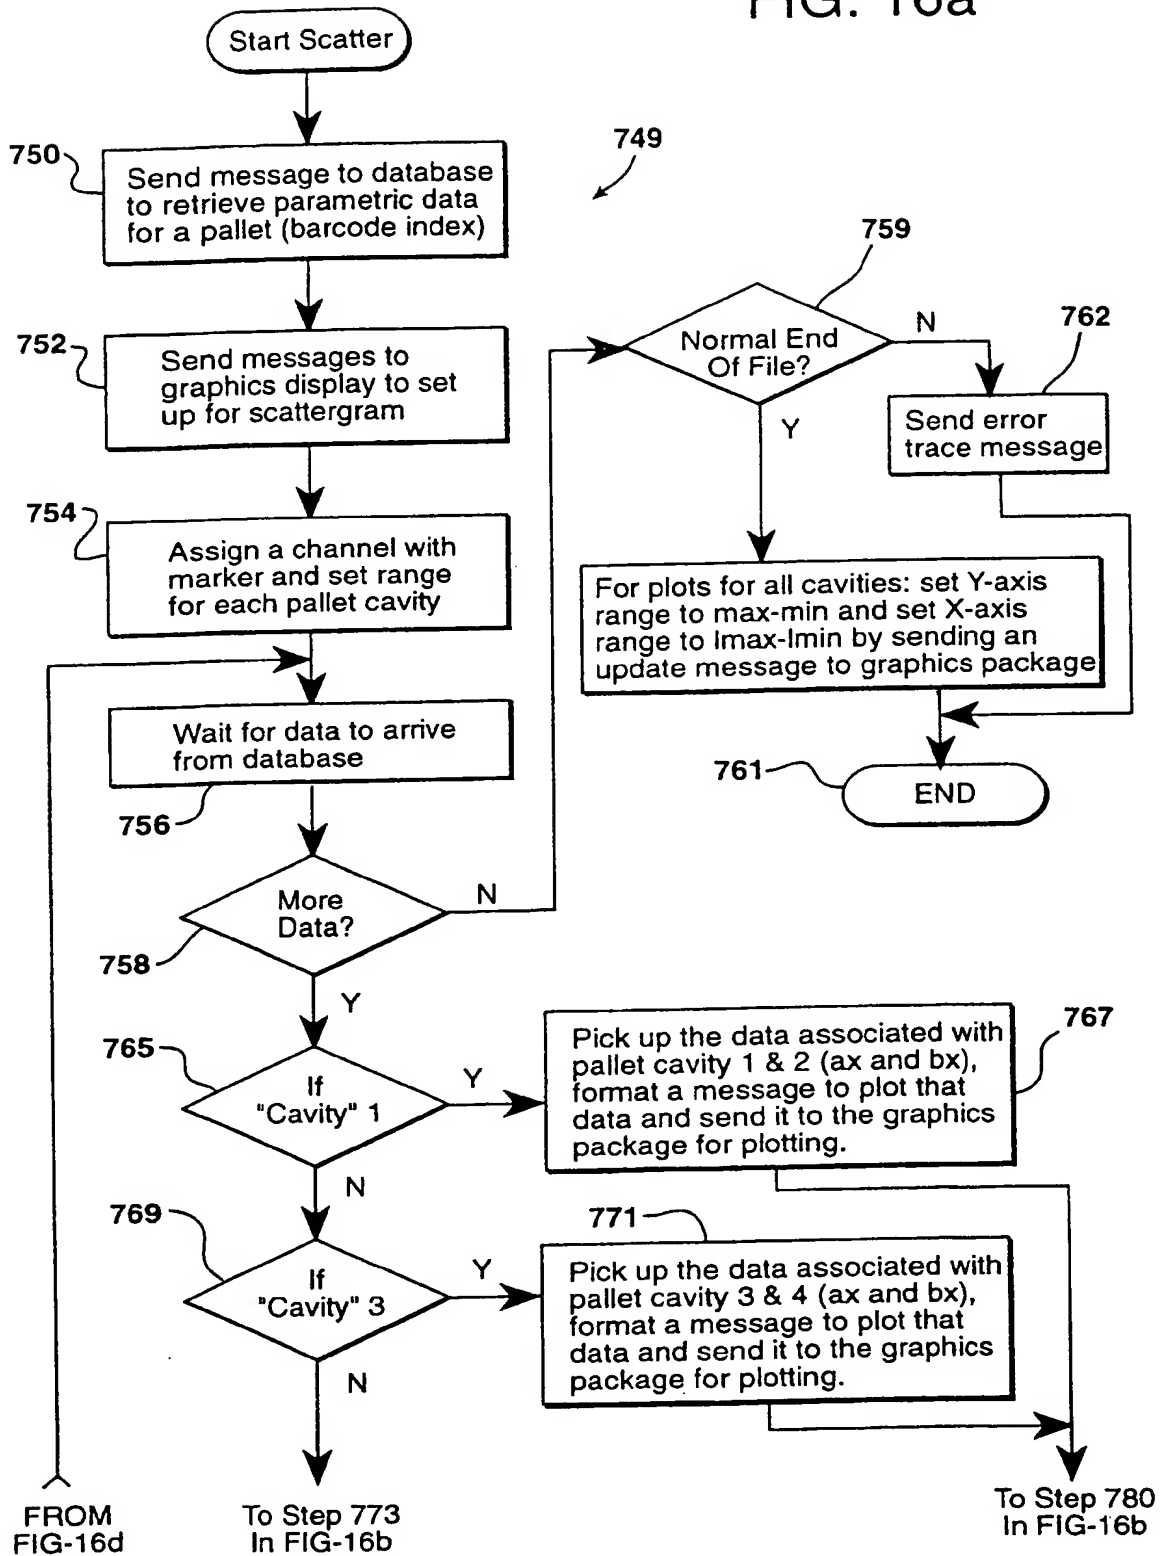 FIG. 16a
Start Scatter
749
750
Send message to database
to retrieve parametric data
for a pallet (barcode index)
752
Send messages to
graphics display to set
up for scattergram
754
Assign a channel with
marker and set range
for each pallet cavity
Wait for data to arrive
from database
756
More
Data?
N
758
Y
759
Normal End
Of File?
N
762
Send error
trace message
Y
For plots for all cavities: set Y-axis
range to max-min and set X-axis
range to Imax-Imin by sending an
update message to graphics package
761
END
765
If
"Cavity" 1
Y
767
Pick up the data associated with
pallet cavity 1 & 2 (ax and bx),
format a message to plot that
data and send it to the graphics
package for plotting.
N
769
If
"Cavity" 3
Y
771
Pick up the data associated with
pallet cavity 3 & 4 (ax and bx),
format a message to plot that
data and send it to the graphics
package for plotting.
N
FROM
FIG-16d
To Step 773
In FIG-16b
To Step 780
In FIG-16b